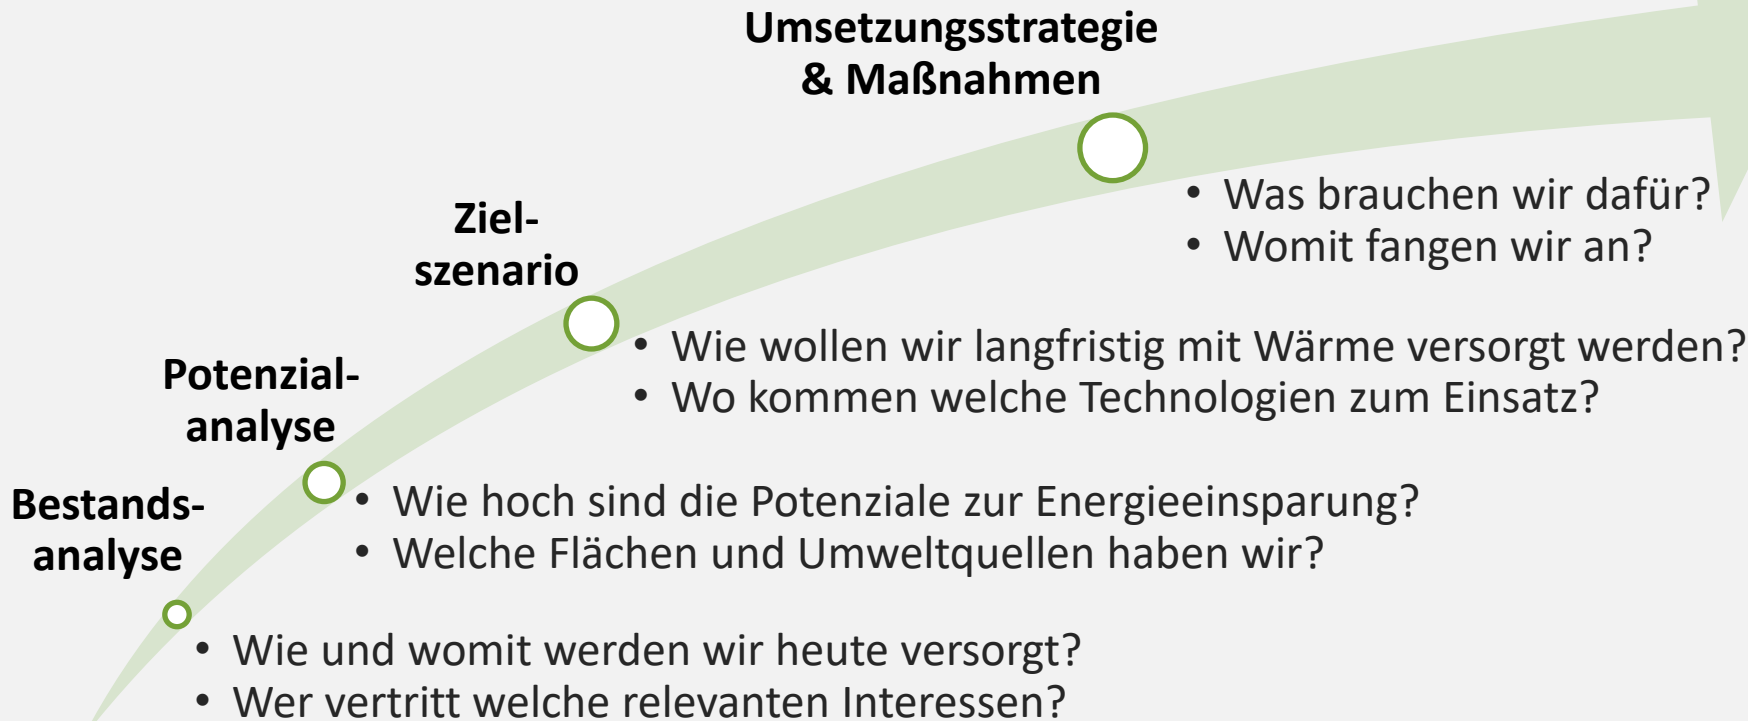 Umsetzungsstrategie
& Maßnahmen
• Was brauchen wir dafür?
• Womit fangen wir an?
Ziel-
szenario
• Wie wollen wir langfristig mit Wärme versorgt werden?
• Wo kommen welche Technologien zum Einsatz?
Potenzial-
analyse
• Wie hoch sind die Potenziale zur Energieeinsparung?
• Welche Flächen und Umweltquellen haben wir?
Bestands-
analyse
• Wie und womit werden wir heute versorgt?
• Wer vertritt welche relevanten Interessen?